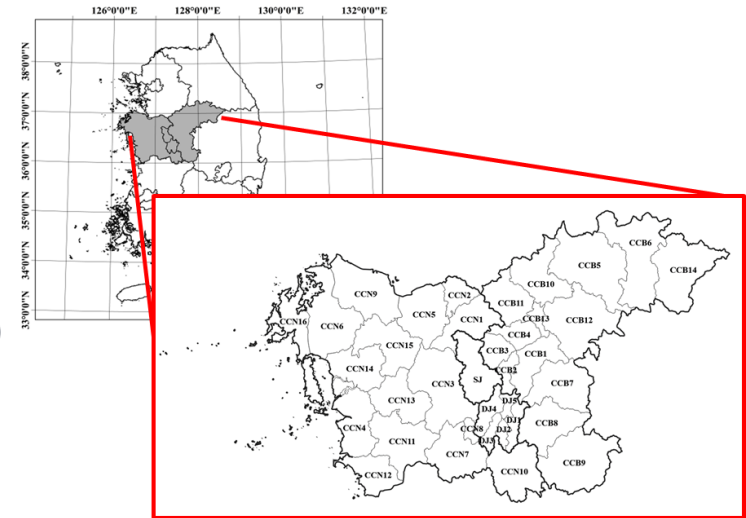 126°0'0"E 128°0'0"E 130°0'0"E 132°0'0"E
38°0'0"N
37°0'0"N
36°0'0"N
35°0'0"N
34°0'0"N
33°0'0"N
CCB6
CCB5
CCB14
CCB10
CCN9
CCN2
CCB11
CCN16
CCN6
CCN5
CCN1
CCB13
CCB12
CCB4
CCN15
CCB3
CCB1
CCN14
CCB2
CCN3
SJ
CCB7
CCN13
DJ5
DJ4
DJ1
CCN4
CCN8
DJ2
CCB8
CCN11
DJ3
CCN7
CCB9
CCN12
CCN10